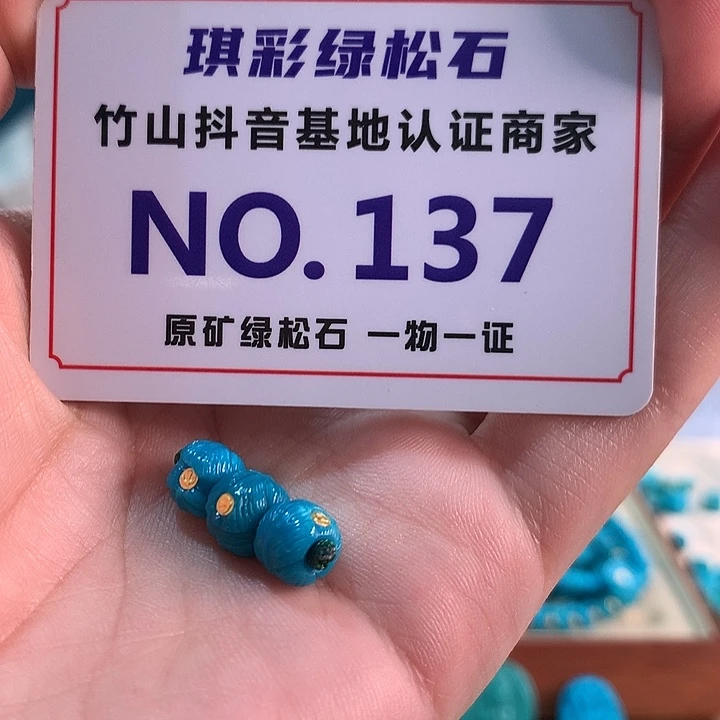 琪彩绿松石
竹山抖音基地认证商家
NO.137
原矿绿松石 一物一证